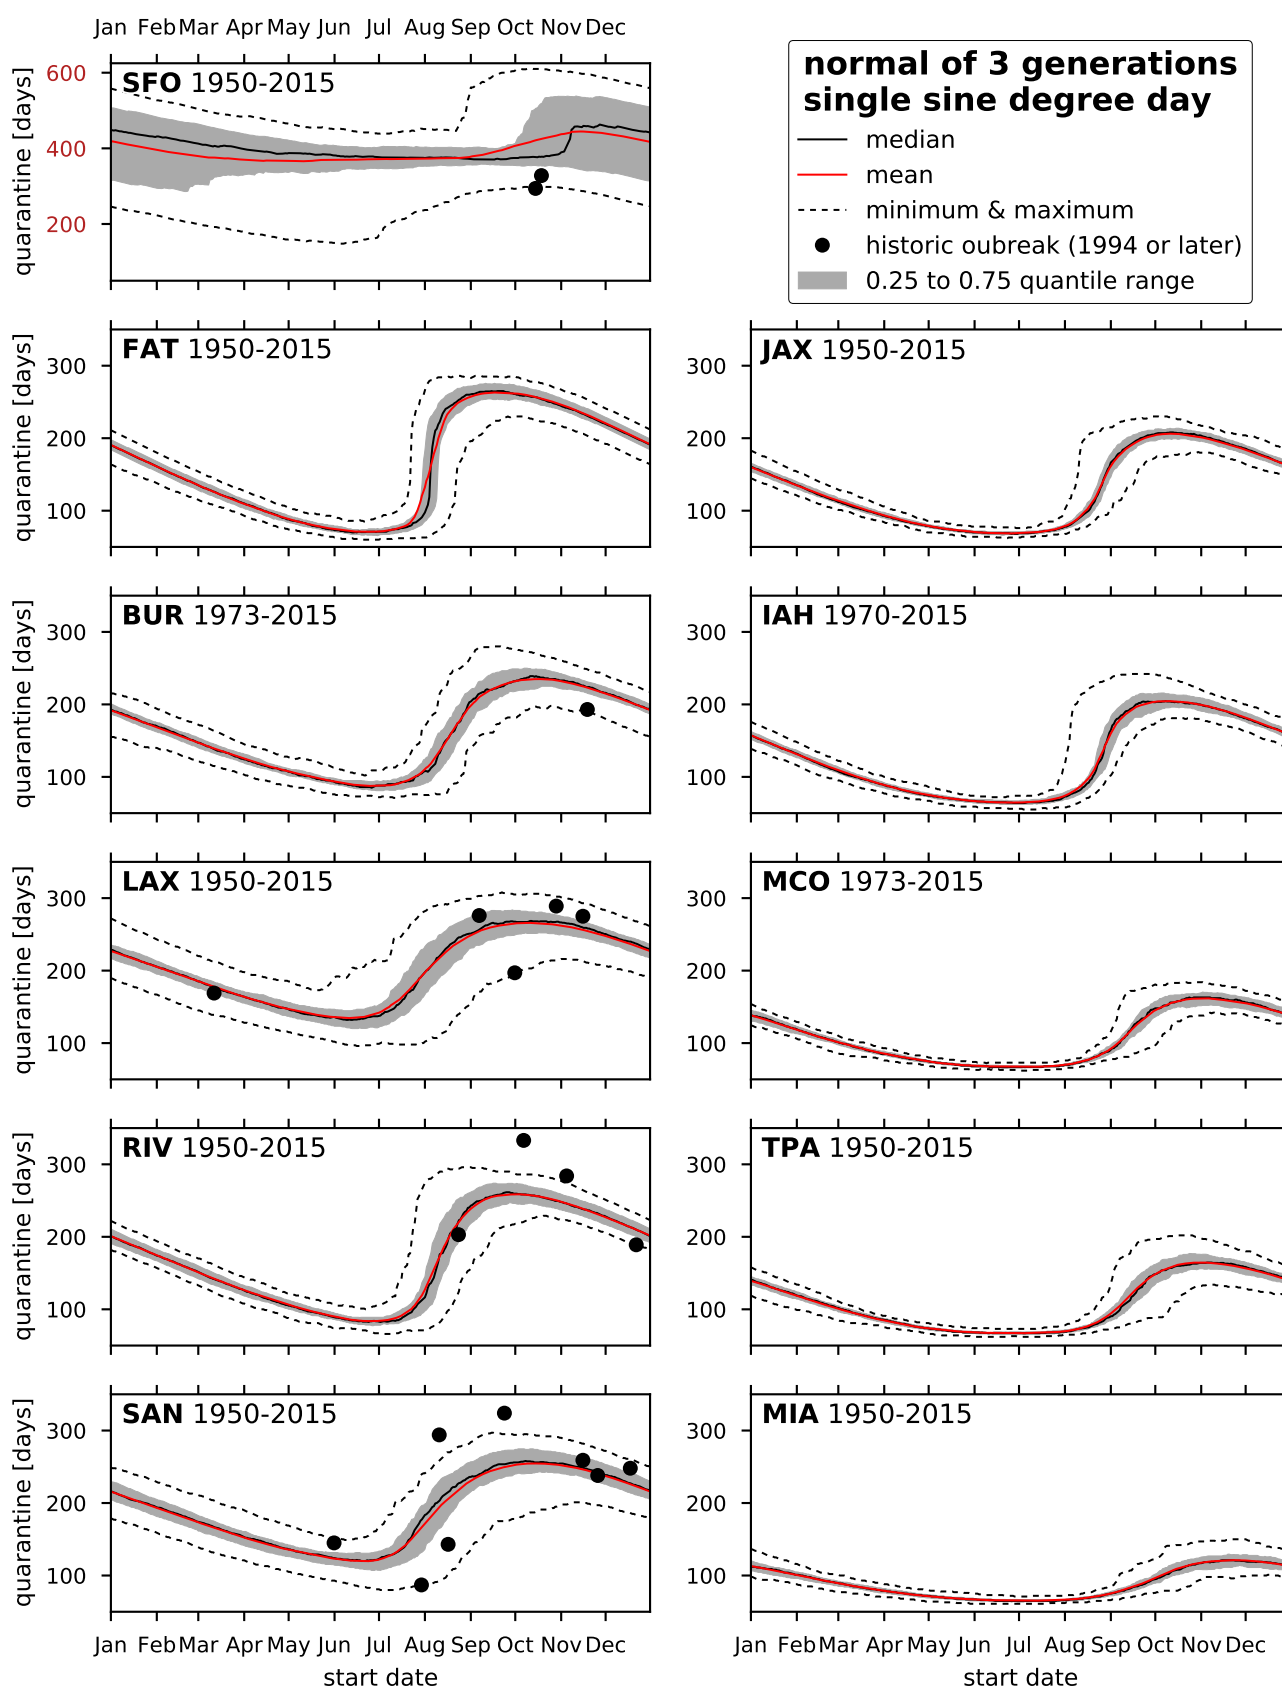 Jan Feb Mar Apr May Jun Jul Aug Sep Oct Nov Dec
normal of 3 generations
single sine degree day
median
mean
minimum & maximum
historic oubreak (1994 or later)
0.25 to 0.75 quantile range
SFO 1950-2015
quarantine [days]
600
400
200
FAT 1950-2015
quarantine [days]
300
200
100
JAX 1950-2015
300
200
100
BUR 1973-2015
quarantine [days]
300
200
100
IAH 1970-2015
300
200
100
LAX 1950-2015
quarantine [days]
300
200
100
MCO 1973-2015
300
200
100
RIV 1950-2015
quarantine [days]
300
200
100
TPA 1950-2015
300
200
100
SAN 1950-2015
quarantine [days]
300
200
100
MIA 1950-2015
300
200
100
Jan Feb Mar Apr May Jun Jul Aug Sep Oct Nov Dec
start date
Jan Feb Mar Apr May Jun Jul Aug Sep Oct Nov Dec
start date